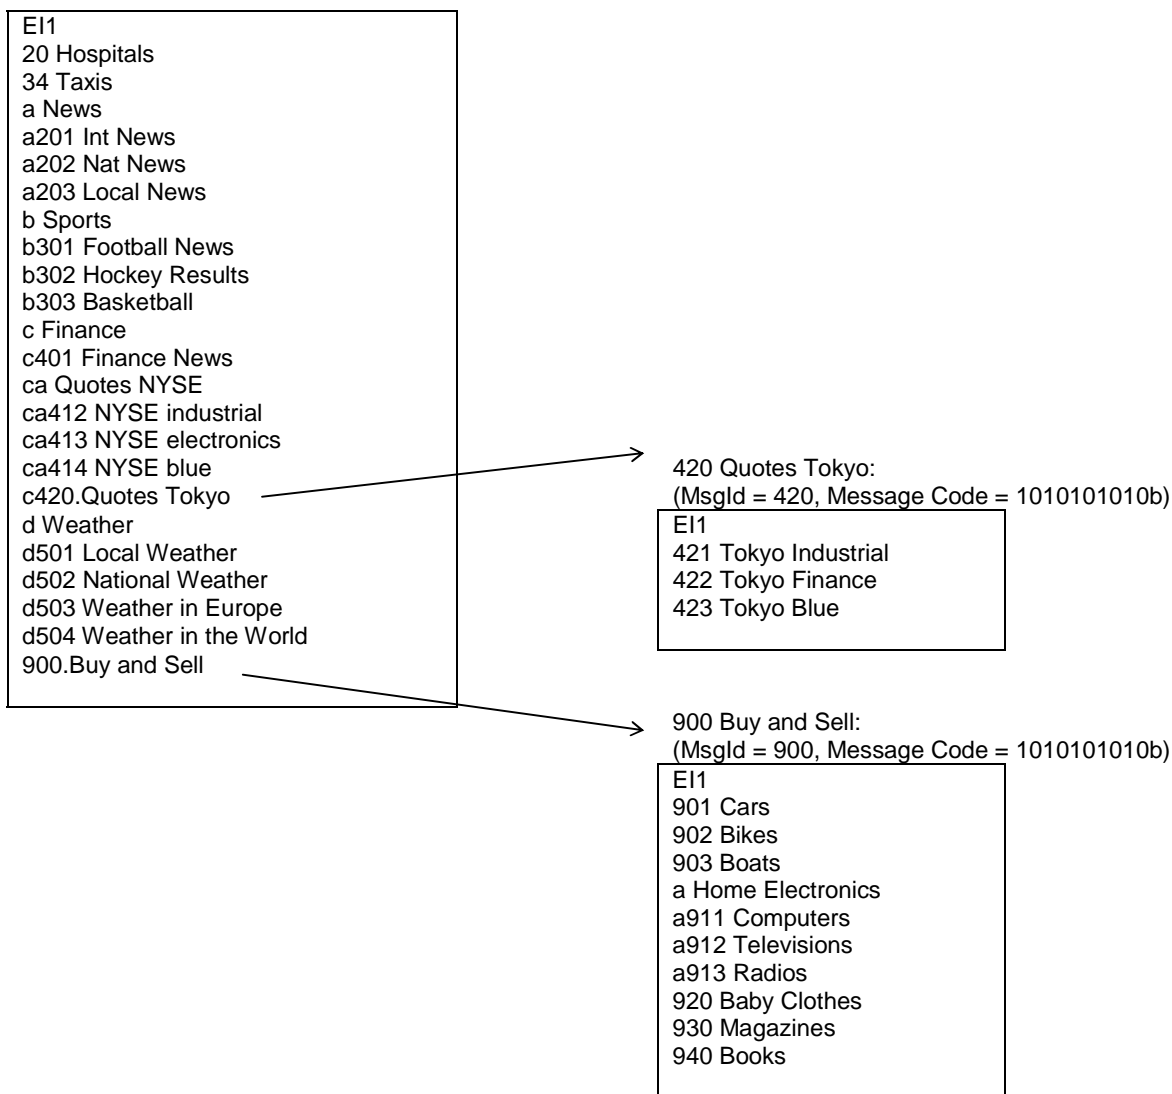 EI1
20 Hospitals
34 Taxis
a News
a201 Int News
a202 Nat News
a203 Local News
b Sports
b301 Football News
b302 Hockey Results
b303 Basketball
c Finance
c401 Finance News
ca Quotes NYSE
ca412 NYSE industrial
ca413 NYSE electronics
ca414 NYSE blue
c420.Quotes Tokyo
d Weather
d501 Local Weather
d502 National Weather
d503 Weather in Europe
d504 Weather in the World
900.Buy and Sell
420 Quotes Tokyo:
(MsgId = 420, Message Code = 1010101010b)
EI1
421 Tokyo Industrial
422 Tokyo Finance
423 Tokyo Blue
900 Buy and Sell:
(MsgId = 900, Message Code = 1010101010b)
EI1
901 Cars
902 Bikes
903 Boats
a Home Electronics
a911 Computers
a912 Televisions
a913 Radios
920 Baby Clothes
930 Magazines
940 Books